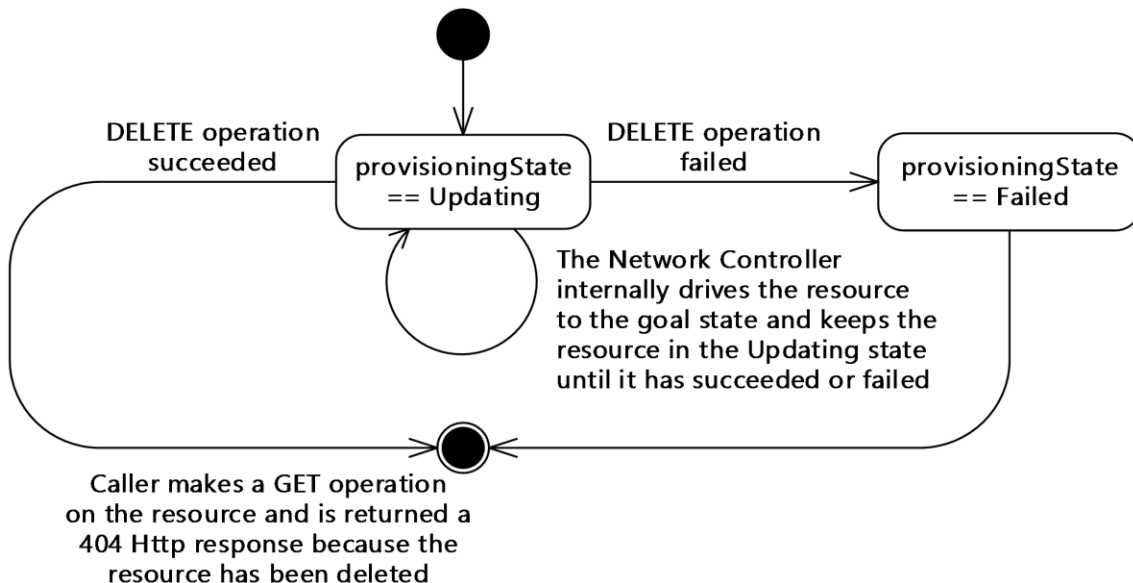 DELETE operation
succeeded
provisioningState
== Updating
DELETE operation
failed
provisioningState
== Failed
The Network Controller
internally drives the resource
to the goal state and keeps the
resource in the Updating state
until it has succeeded or failed
Caller makes a GET operation
on the resource and is returned a
404 Http response because the
resource has been deleted